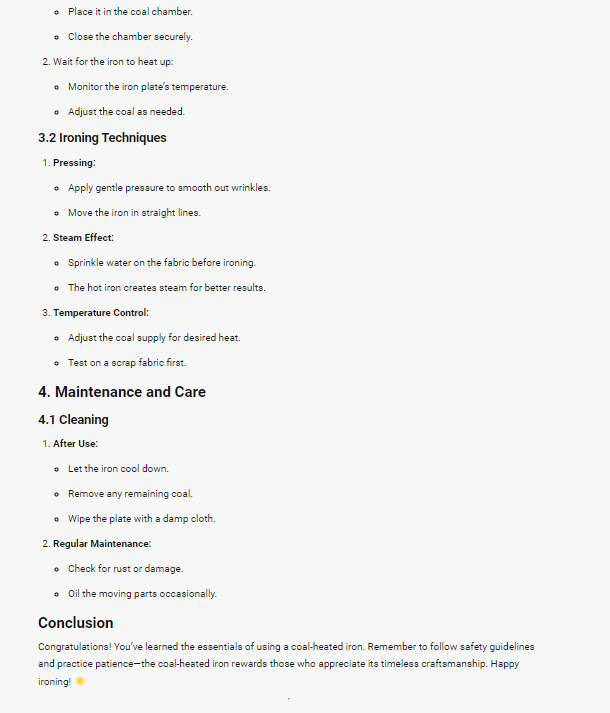 Place it in the coal chamber.
Close the chamber securely.
2. Wait for the iron to heat up:
Monitor the iron plate's temperature.
Adjust the coal as needed.
3.2 Ironing Techniques
1. Pressing:
Apply gentle pressure to smooth out wrinkles.
Move the iron in straight lines.
2. Steam Effect:
Sprinkle water on the fabric before ironing.
The hot iron creates steam for better results.
3. Temperature Control:
Adjust the coal supply for desired heat.
Test on a scrap fabric first.
4. Maintenance and Care
4.1 Cleaning
1. After Use:
Let the iron cool down.
Remove any remaining coal.
Wipe the plate with a damp cloth.
2. Regular Maintenance:
Check for rust or damage.
Oil the moving parts occasionally.
Conclusion
Congratulations! You've learned the essentials of using a coal-heated iron. Remember to follow safety guidelines
and practice patience—the coal-heated iron rewards those who appreciate its timeless craftsmanship. Happy
ironing! ☀️